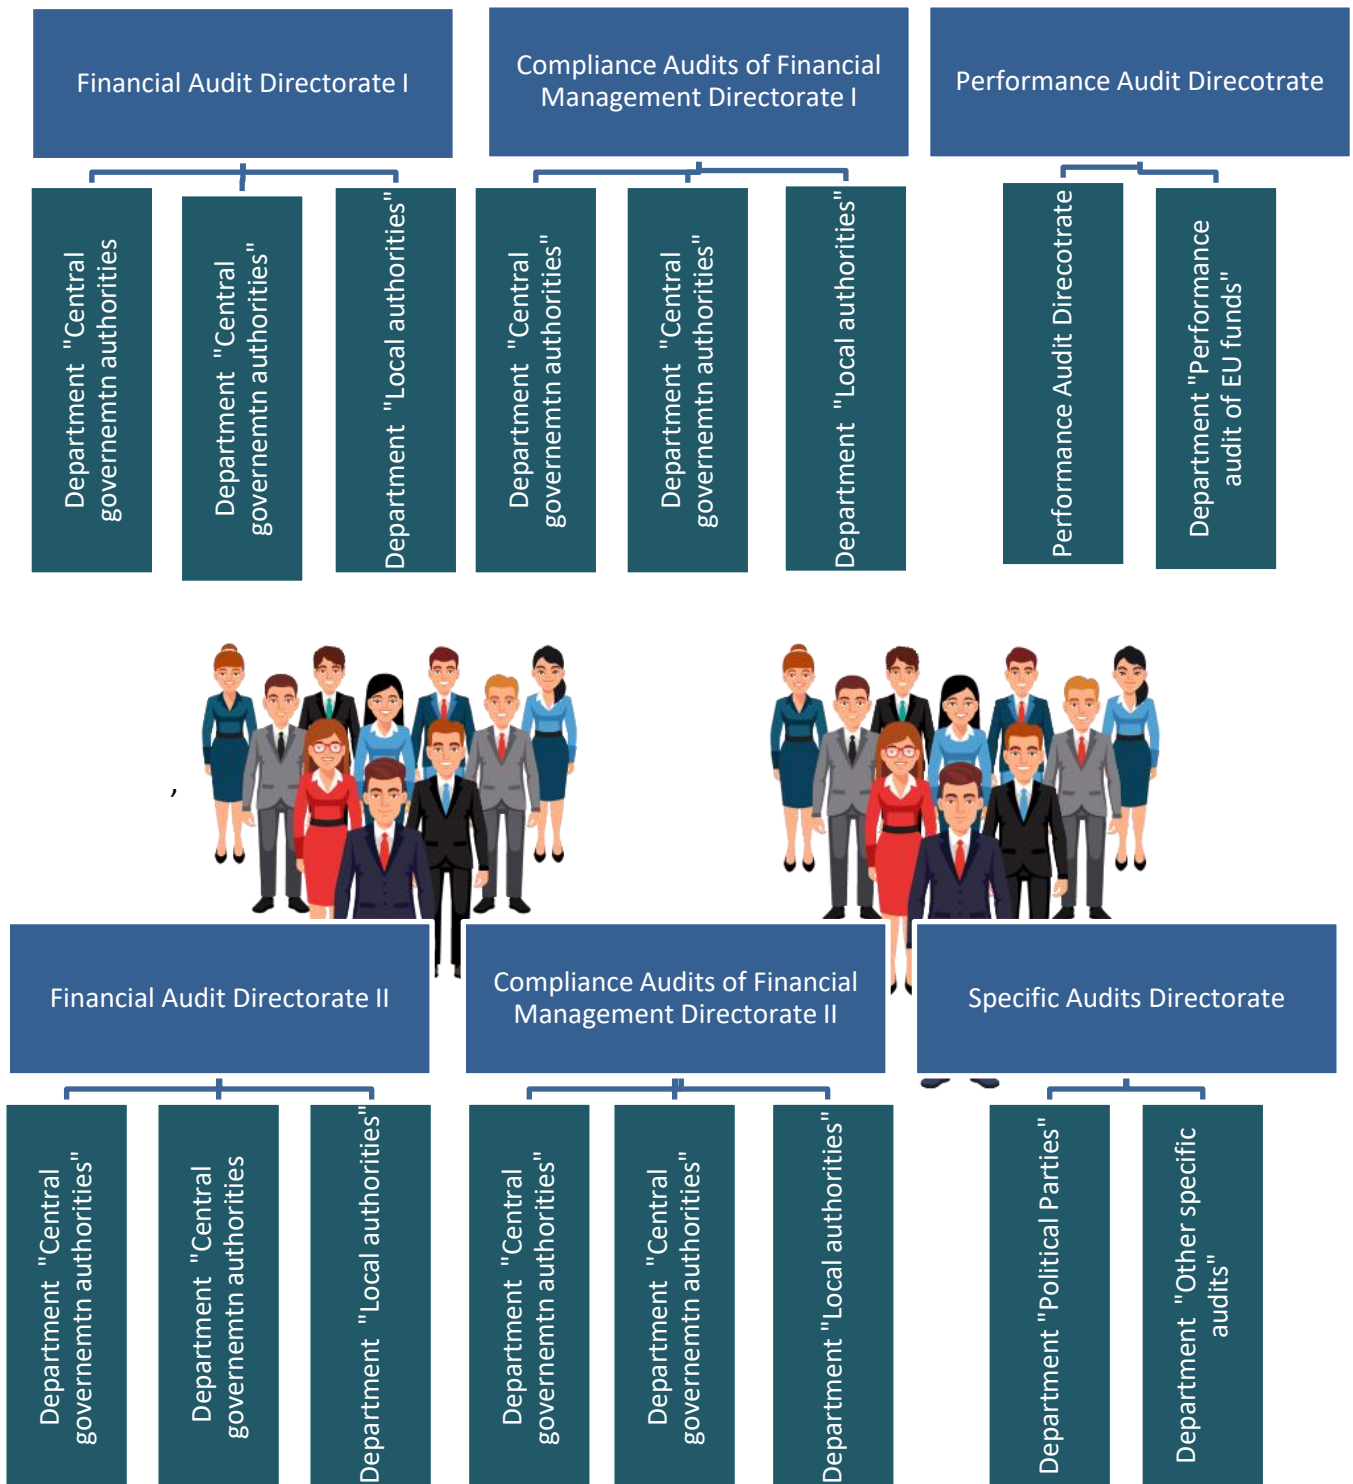 Financial Audit Directorate I
Compliance Audits of Financial
Management Directorate I
Performance Audit Direcotrate
Department  "Central
governemtn authorities
Department  "Central
governemtn authorities"
Department  "Local authorities"
Department  "Central
governemtn authorities"
Department  "Central
governemtn authorities"
Department  "Local authorities"
Performance Audit Direcotrate
Department "Performance
audit of EU funds"
,
Financial Audit Directorate II
Compliance Audits of Financial
Management Directorate II
Specific Audits Directorate
Department  "Central
governemtn authorities"
Department  "Central
governemtn authorities
Department  "Local authorities"
Department  "Central
governemtn authorities"
Department  "Central
governemtn authorities"
Department "Local authorities"
Department "Political Parties"
Department  "Other specific
audits"